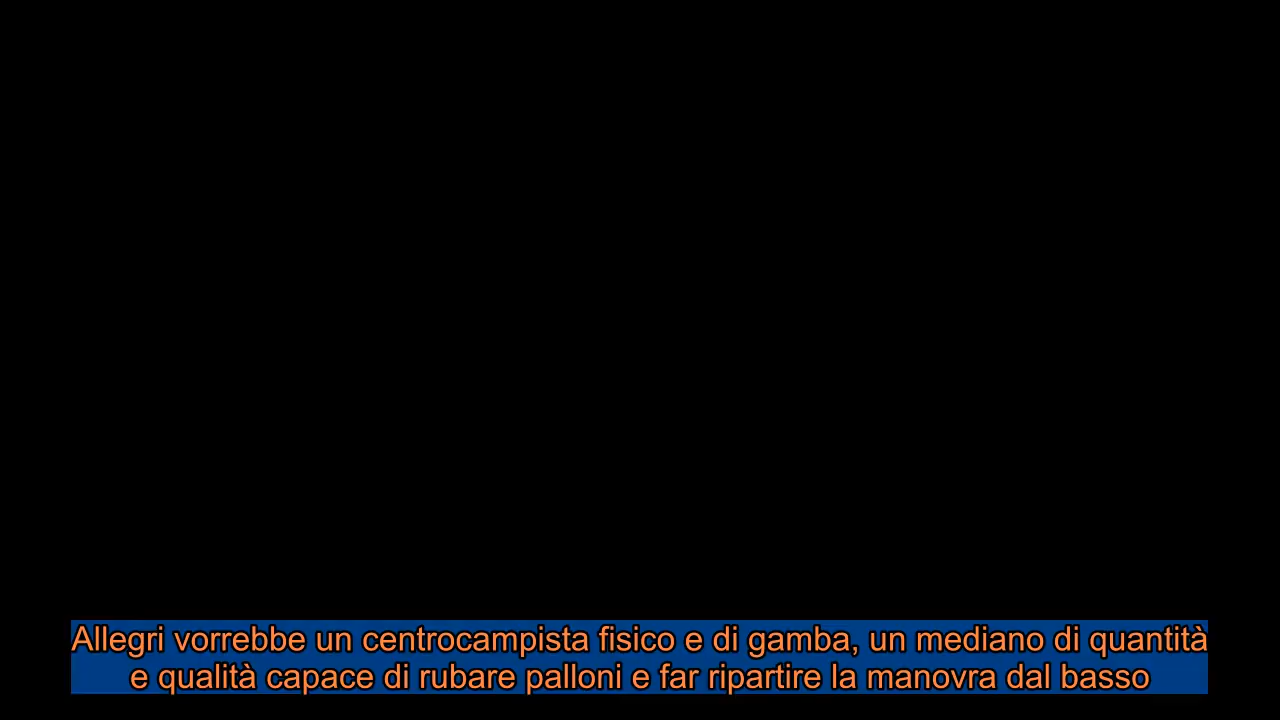 Allegri vorrebbe un centrocampista fisico e di gamba, un mediano di quantità
e qualità capace di rubare palloni e far ripartire la manovra dal basso